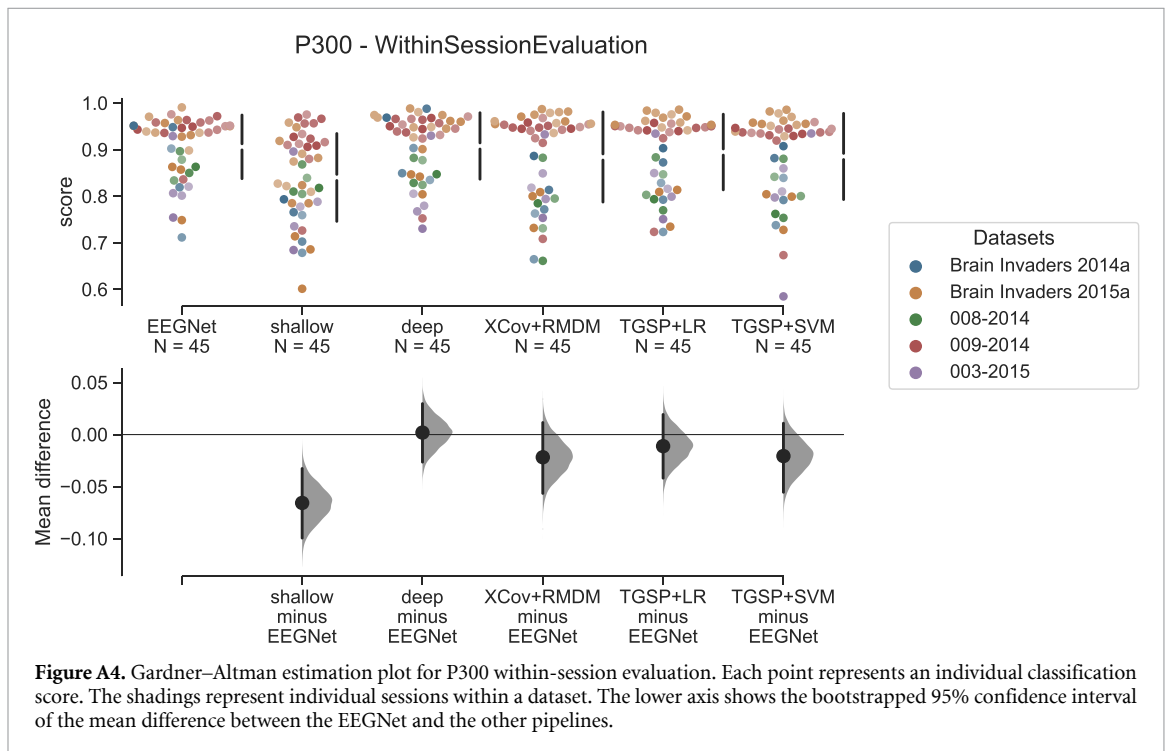 P300 - WithinSessionEvaluation
1.0
0.9
0.8
0.7
0.6
score
EEGNet
N = 45
shallow
N = 45
deep
N = 45
XCov+RMDM
N = 45
TGSP+LR
N = 45
TGSP+SVM
N = 45
Datasets
Brain Invaders 2014a
Brain Invaders 2015a
008-2014
009-2014
003-2015
0.05
0.00
−0.05
−0.10
Mean difference
shallow
minus
EEGNet
deep
minus
EEGNet
XCov+RMDM
minus
EEGNet
TGSP+LR
minus
EEGNet
TGSP+SVM
minus
EEGNet
Figure A4. Gardner–Altman estimation plot for P300 within-session evaluation. Each point represents an individual classification
score. The shadings represent individual sessions within a dataset. The lower axis shows the bootstrapped 95% confidence interval
of the mean difference between the EEGNet and the other pipelines.